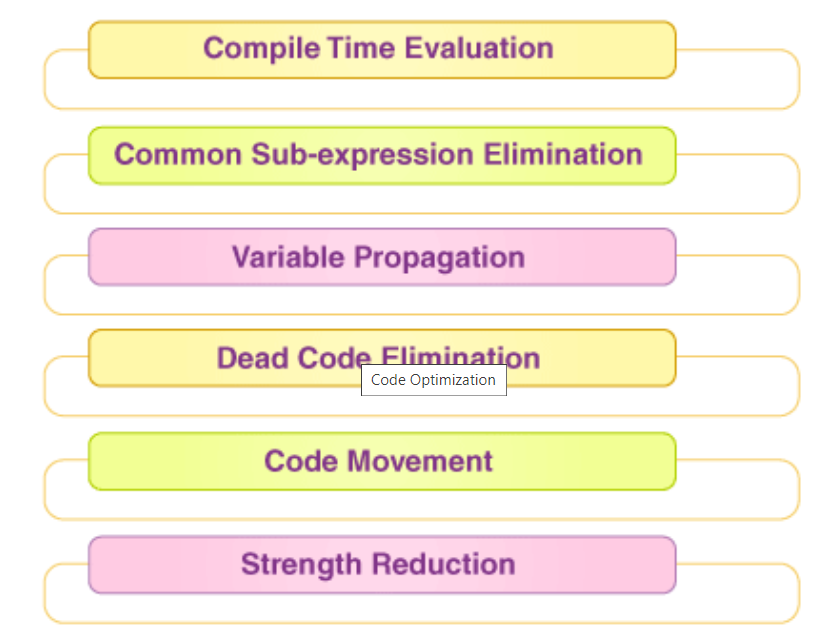 Compile Time Evaluation
Common Sub-expression Elimination
Variable Propagation
Dead Code Elimination
Code Optimization
Code Movement
Strength Reduction